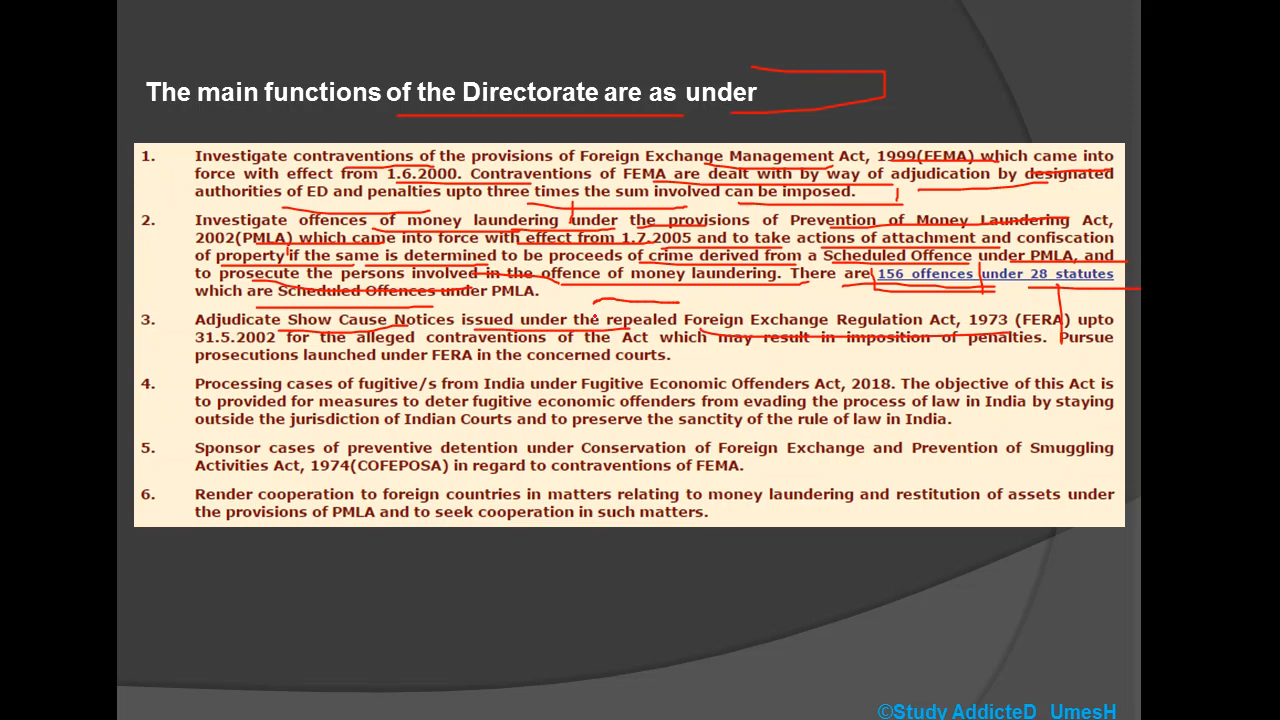 The main functions of the Directorate are as under
1. Investigate contraventions of the provisions of Foreign Exchange Management Act, 1999(FEMA) which came into
force with effect from 1.6.2000. Contraventions of FEMA are dealt with by way of adjudication by designated
authorities of ED and penalties upto three times the sum involved can be imposed.
2. Investigate offences of money laundering under the provisions of Prevention of Money Laundering Act,
2002(PMLA) which came into force with effect from 1.7.2005 and to take actions of attachment and confiscation
of property if the same is determined to be proceeds of crime derived from a Scheduled Offence under PMLA, and
to prosecute the persons involved in the offence of money laundering. There are 156 offences under 28 statutes
which are Scheduled Offences under PMLA.
3. Adjudicate Show Cause Notices issued under the repealed Foreign Exchange Regulation Act, 1973 (FERA) upto
31.5.2002 for the alleged contraventions of the Act which may result in imposition of penalties. Pursue
prosecutions launched under FERA in the concerned courts.
4. Processing cases of fugitive/s from India under Fugitive Economic Offenders Act, 2018. The objective of this Act is
to provided for measures to deter fugitive economic offenders from evading the process of law in India by staying
outside the jurisdiction of Indian Courts and to preserve the sanctity of the rule of law in India.
5. Sponsor cases of preventive detention under Conservation of Foreign Exchange and Prevention of Smuggling
Activities Act, 1974(COFEPOSA) in regard to contraventions of FEMA.
6. Render cooperation to foreign countries in matters relating to money laundering and restitution of assets under
the provisions of PMLA and to seek cooperation in such matters.
©Study AddicteD_UmesH